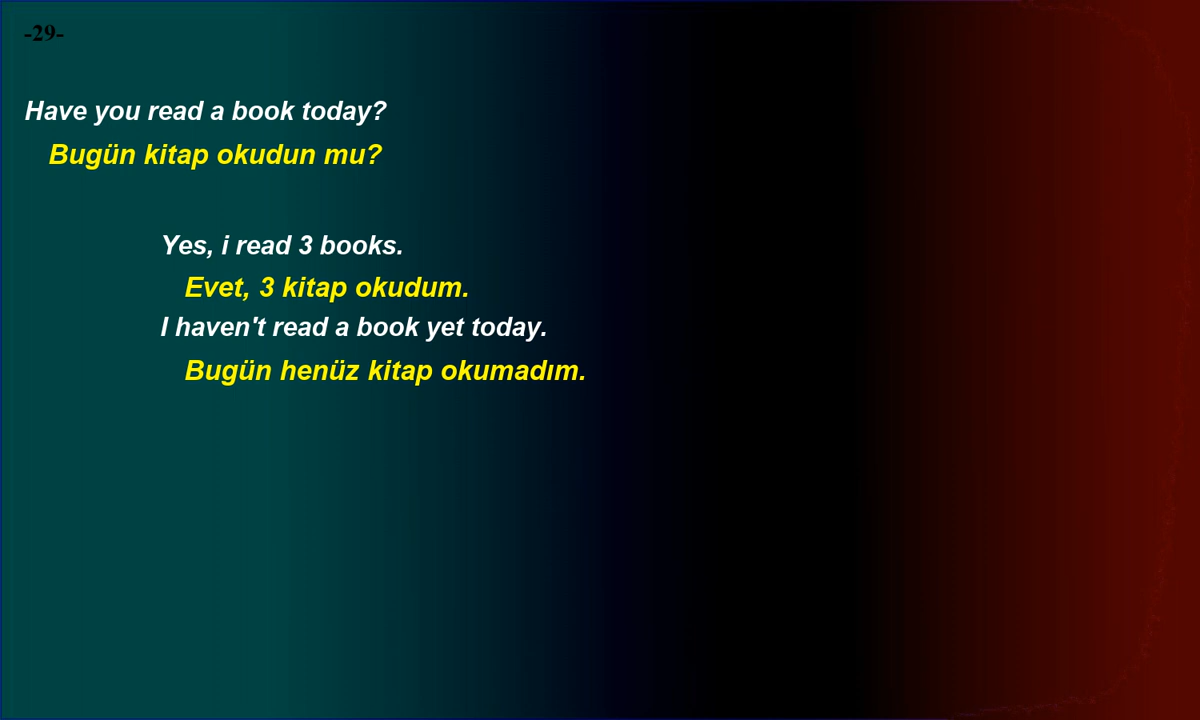 -29-
Have you read a book today?
Bugün kitap okudun mu?
Yes, i read 3 books.
Evet, 3 kitap okudum.
I haven't read a book yet today.
Bugün henüz kitap okumadım.